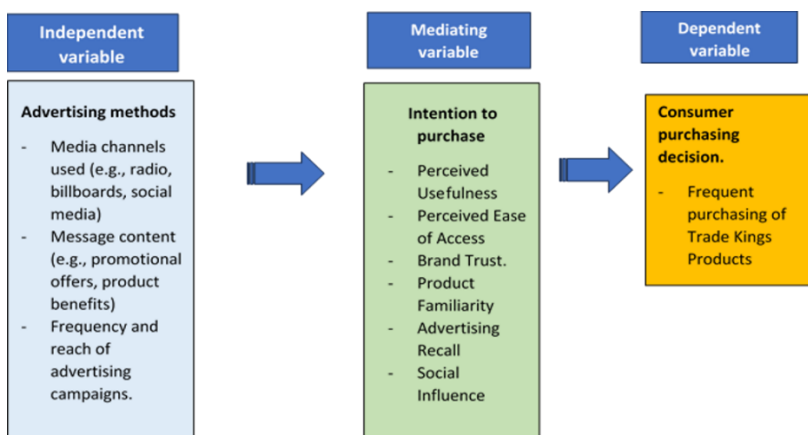 Independent
variable
Advertising methods
- Media channels
used (e.g., radio,
billboards, social
media)
- Message content
(e.g., promotional
offers, product
benefits)
- Frequency and
reach of
advertising
campaigns.
Mediating
variable
Intention to
purchase
- Perceived
Usefulness
- Perceived Ease
of Access
- Brand Trust.
- Product
Familiarity
- Advertising
Recall
- Social
Influence
Dependent
variable
Consumer
purchasing
decision.
- Frequent
purchasing of
Trade Kings
Products